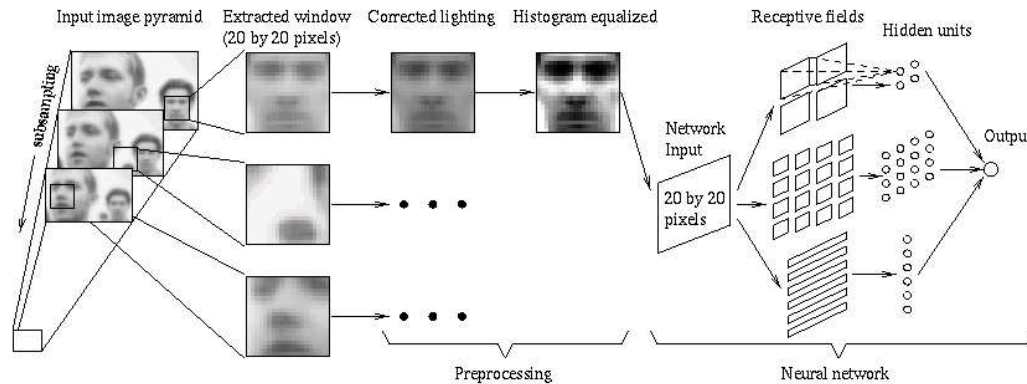 Input image pyramid
Extracted window
(20 by 20 pixels)
Corrected lighting
Histogram equalized
Receptive fields
Hidden units
subsampling
Network
Input
Output
20 by 20
pixels
Preprocessing
Neural network